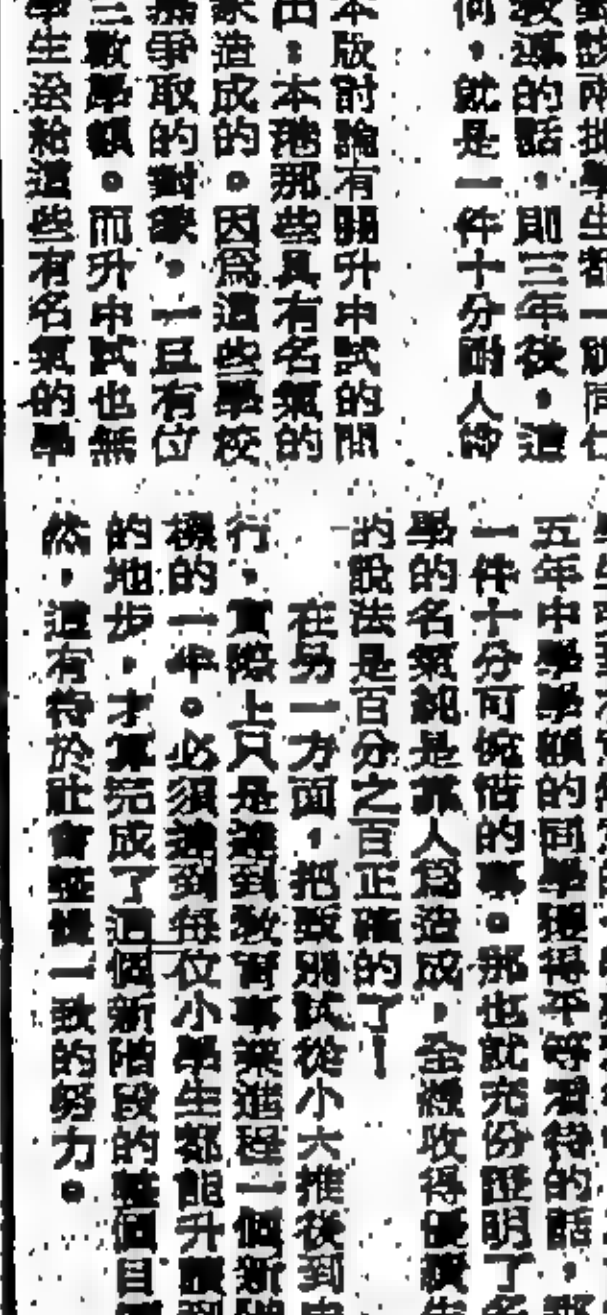 教導的話，則三年後，這
何，就是一件十分耐人
本版討論有關升中試的問
由：本港那些具有名氣的
家造成的。因為這些學校
爭取的對象，一旦有位
三數學額。而升中試也無
學生送給這些有名氣的學
五年中學學額的同學獲得平等看待的話，
一件十分可惋惜的事。那也就充份證明了名
學的名氣純是靠人為造成，全靠收得優異生
的說法是百分之百正確的了！
在另一方面，把甄別試從小六推後到中
行，實際上只是達到教育事業進程一個新階
機的一年。必須達到每位小學生都能升讀到
的地步，才算完成了這個新階段的整個目
然，這有待於社會整體一致的努力。